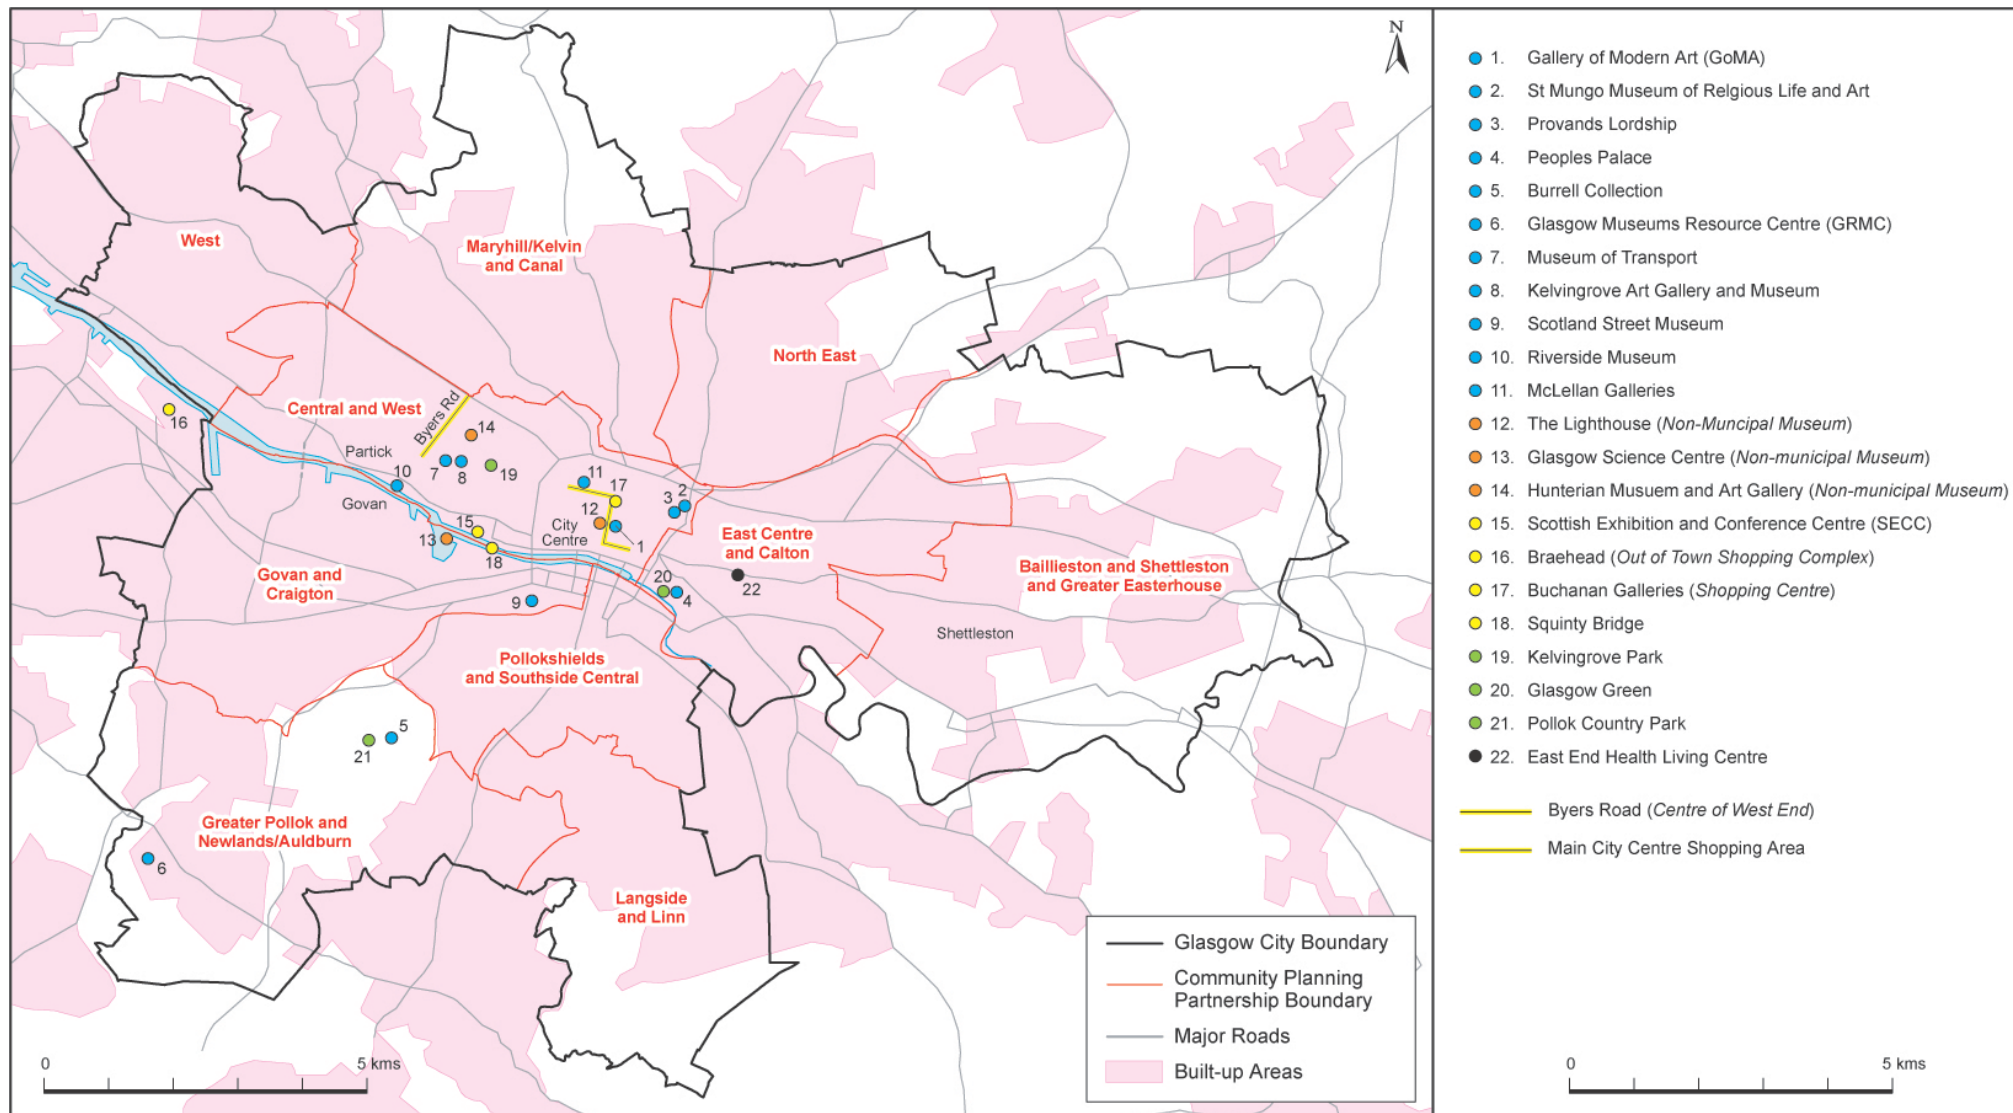 N
West
Maryhill/Kelvin
and Canal
North East
Central and West
Byers Rd
Partick
Govan
City
Centre
East Centre
and Calton
Baillieston and Shettleston
and Greater Easterhouse
Govan and
Craigton
Shettleston
Pollokshields
and Southside Central
Greater Pollok and
Newlands/Auldburn
Langside
and Linn
16
14
7
8
19
10
11
17
2
3
12
1
15
13
18
20
4
22
9
5
21
6
0 5 kms
Glasgow City Boundary
Community Planning
Partnership Boundary
Major Roads
Built-up Areas
1. Gallery of Modern Art (GoMA)
2. St Mungo Museum of Relgious Life and Art
3. Provands Lordship
4. Peoples Palace
5. Burrell Collection
6. Glasgow Museums Resource Centre (GRMC)
7. Museum of Transport
8. Kelvingrove Art Gallery and Museum
9. Scotland Street Museum
10. Riverside Museum
11. McLellan Galleries
12. The Lighthouse (Non-Muncipal Museum)
13. Glasgow Science Centre (Non-municipal Museum)
14. Hunterian Musuem and Art Gallery (Non-municipal Museum)
15. Scottish Exhibition and Conference Centre (SECC)
16. Braehead (Out of Town Shopping Complex)
17. Buchanan Galleries (Shopping Centre)
18. Squinty Bridge
19. Kelvingrove Park
20. Glasgow Green
21. Pollok Country Park
22. East End Health Living Centre
Byers Road (Centre of West End)
Main City Centre Shopping Area
0 5 kms